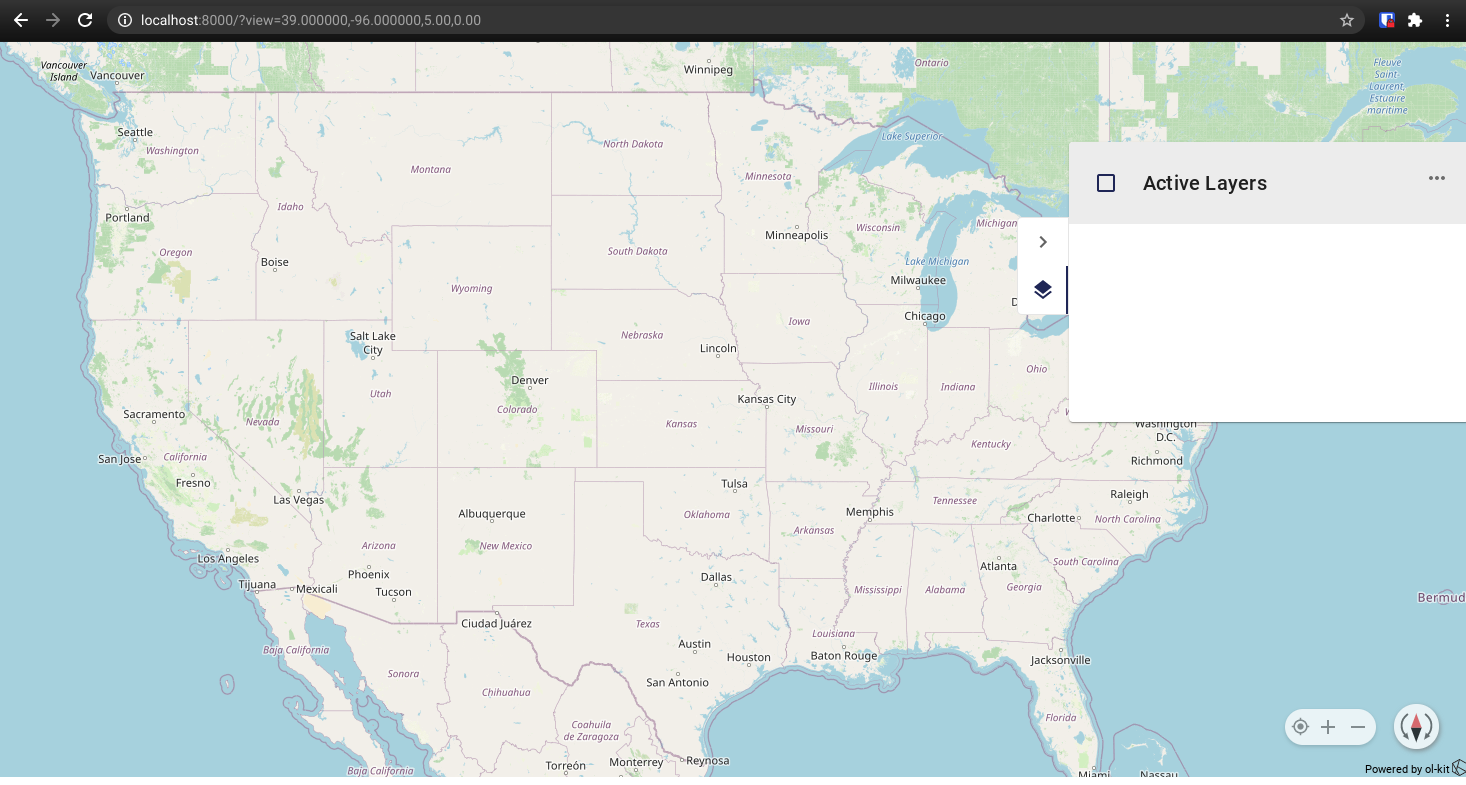 localhost:8000/?view=39.000000,-96.000000,5.00,0.00
Vancouver
Island
Vancouver
Winnipeg
Ontario
Fleuve
Saint-
Laurent,
Estuaire
maritime
Seattle
Washington
North Dakota
Lake Superior
Montana
Minnesota
Active Layers
Idaho
Portland
Oregon
Wisconsin
Michigan
Minneapolis
South Dakota
Boise
Lake Michigan
Wyoming
Milwaukee
D
Chicago
Iowa
Salt Lake
City
Nebraska
Lincoln
Ohio
Denver
Utah
Colorado
Illinois
Indiana
Kansas City
Sacramento
Nevada
Kansas
Missouri
W
Washington
D.C.
Kentucky
San Jose
California
Richmond
Fresno
Las Vegas
Tulsa
Raleigh
Tennessee
Albuquerque
Oklahoma
Memphis
Charlotte
North Carolina
Arkansas
Arizona
New Mexico
Los Angeles
South Carolina
Atlanta
Phoenix
Dallas
Tijuana
Mexicali
Tucson
Mississippi
Alabama
Georgia
Bermud
Ciudad Juárez
Texas
Louisiana
Austin
Baja California
Houston
Baton Rouge
Jacksonville
Sonora
San Antonio
Chihuahua
Florida
Coahuila
de Zaragoza
Reynosa
Monterrey
Torreón
Baja California
Miami
Nassau
Powered by ol-kit